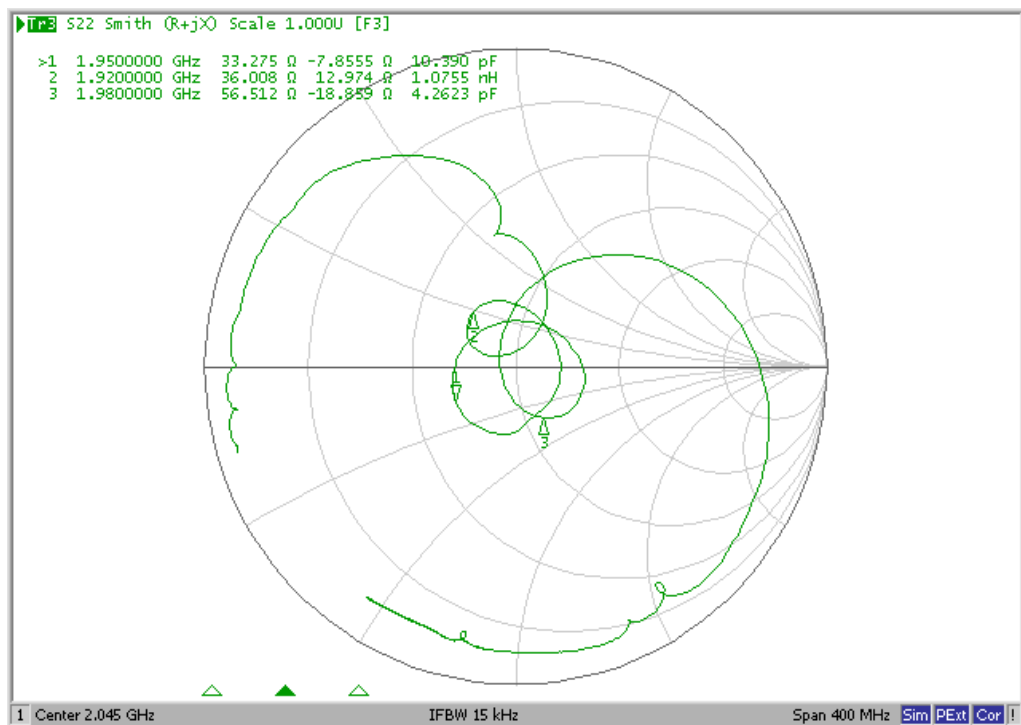 Tr3 S22 Smith (R+jX) Scale 1.000U [F3]
>1 1.9500000 GHz 33.275 Ω -7.8555 Ω 10.390 pF
2 1.9200000 GHz 36.008 Ω 12.974 Ω 1.0755 nH
3 1.9800000 GHz 56.512 Ω -18.859 Ω 4.2623 pF
2
3
1 Center 2.045 GHz IFBW 15 kHz Span 400 MHz Sim PExt Cor !